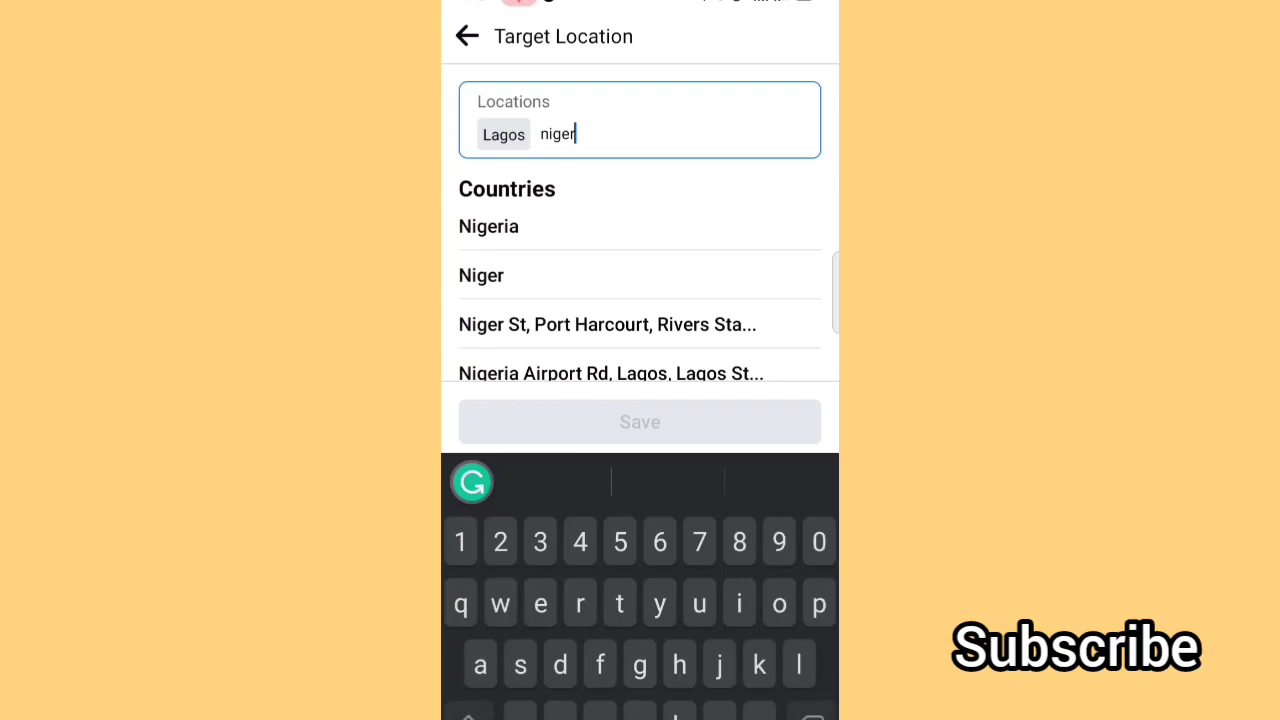 Target Location
Locations
Lagos niger
Countries
Nigeria
Niger
Niger St, Port Harcourt, Rivers Sta...
Nigeria Airport Rd, Lagos, Lagos St...
Save
1 2 3 4 5 6 7 8 9 0
q w e r t y u i o p
a s d f g h j k l
Subscribe